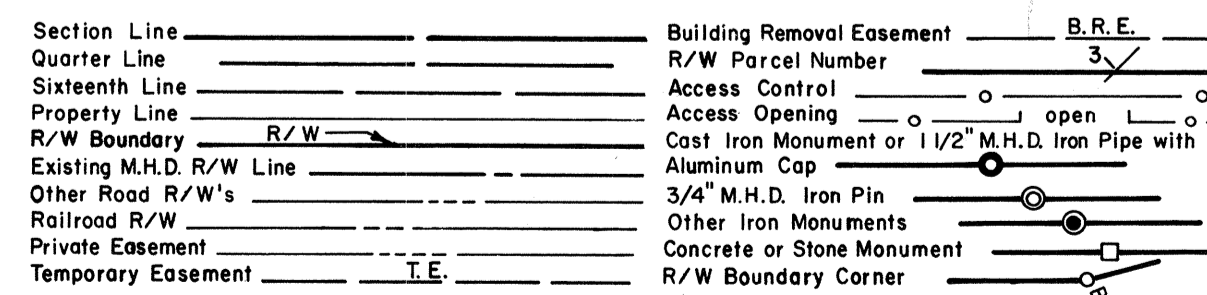 Section Line
Quarter Line
Sixteenth Line
Property Line
R/W Boundary R/W
Existing M.H.D. R/W Line
Other Road R/W's
Railroad R/W
Private Easement
Temporary Easement T.E.
Building Removal Easement B.R.E.
R/W Parcel Number 3
Access Control
Access Opening open
Cast Iron Monument or 1 1/2" M.H.D. Iron Pipe with
Aluminum Cap
3/4" M.H.D. Iron Pin
Other Iron Monuments
Concrete or Stone Monument
R/W Boundary Corner